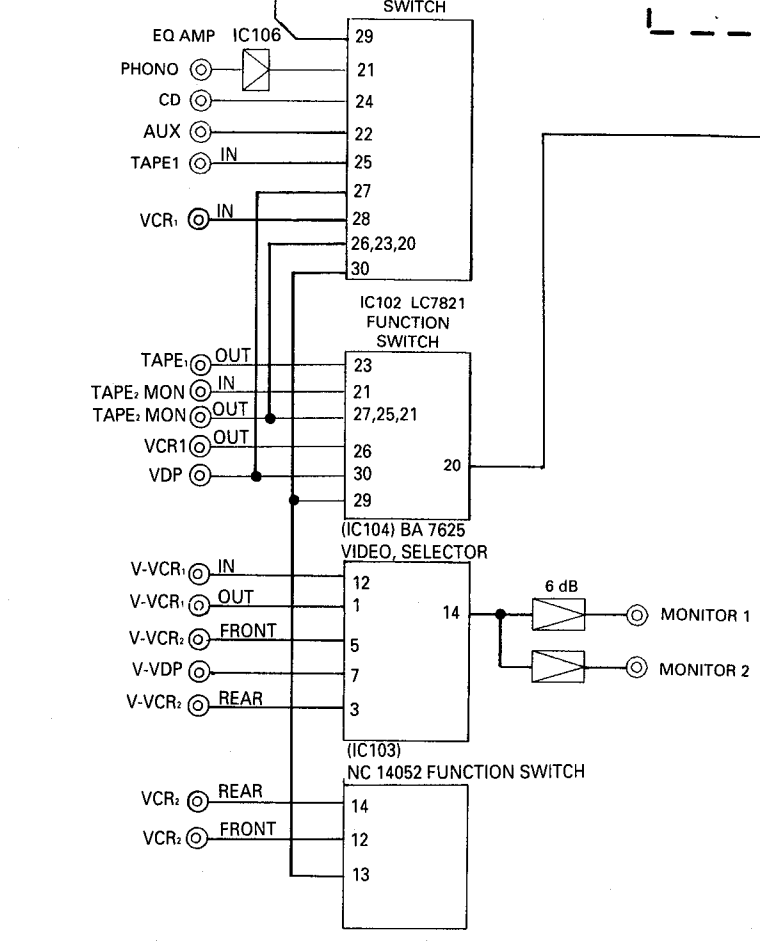 SWITCH
EQ AMP IC106
29
PHONO 21
CD 24
AUX 22
TAPE1 IN 25
27
VCR1 IN 28
26,23,20
30
IC102 LC7821
FUNCTION
SWITCH
TAPE1 OUT 23
TAPE2 MON IN 21
TAPE2 MON OUT 27,25,21
VCR1 OUT 26
VDP 30 20
29
(IC104) BA 7625
VIDEO, SELECTOR
V-VCR1 IN 12
6 dB
V-VCR1 OUT 1
14 MONITOR 1
V-VCR2 FRONT 5
V-VDP 7 MONITOR 2
V-VCR2 REAR 3
(IC103)
NC 14052 FUNCTION SWITCH
VCR2 REAR 14
VCR2 FRONT 12
13